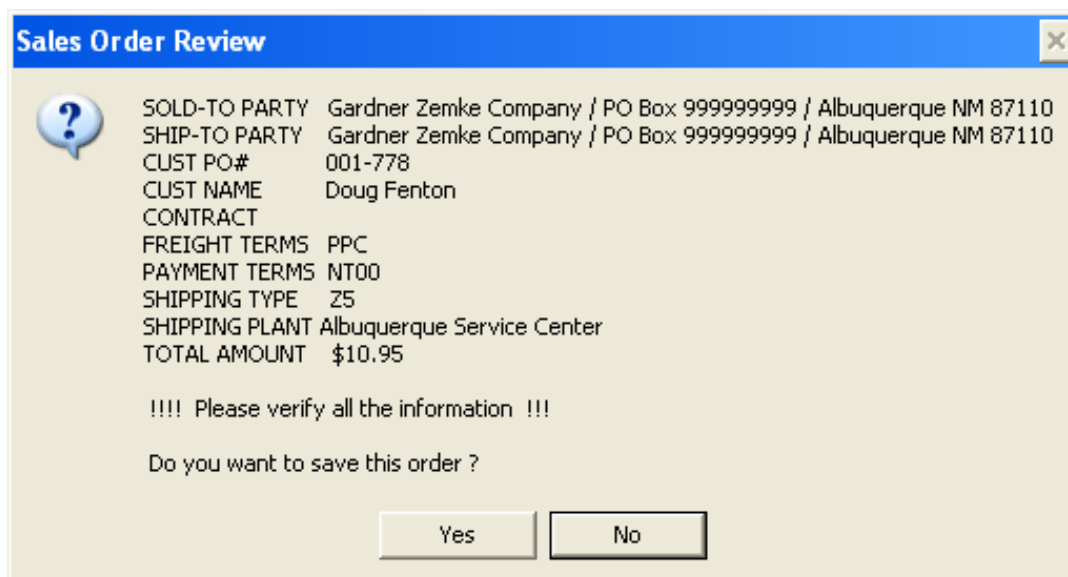 Sales Order Review
SOLD-TO PARTY Gardner Zemke Company / PO Box 999999999 / Albuquerque NM 87110
SHIP-TO PARTY Gardner Zemke Company / PO Box 999999999 / Albuquerque NM 87110
CUST PO# 001-778
CUST NAME Doug Fenton
CONTRACT
FREIGHT TERMS PPC
PAYMENT TERMS NT00
SHIPPING TYPE Z5
SHIPPING PLANT Albuquerque Service Center
TOTAL AMOUNT $10.95
!!!! Please verify all the information !!!
Do you want to save this order ?
Yes No